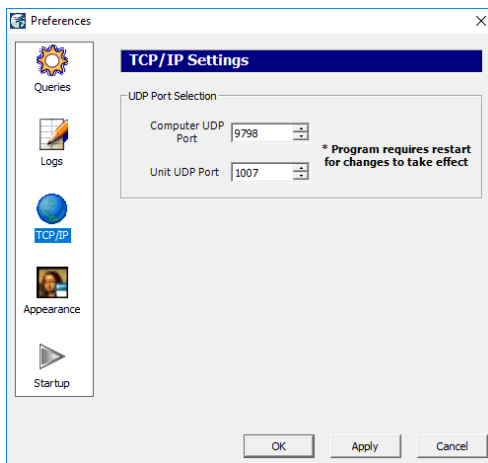 Preferences
Queries
Logs
TCP/IP
Appearance
Startup
TCP/IP Settings
UDP Port Selection
Computer UDP
Port
9798
* Program requires restart
for changes to take effect
Unit UDP Port
1007
OK
Apply
Cancel